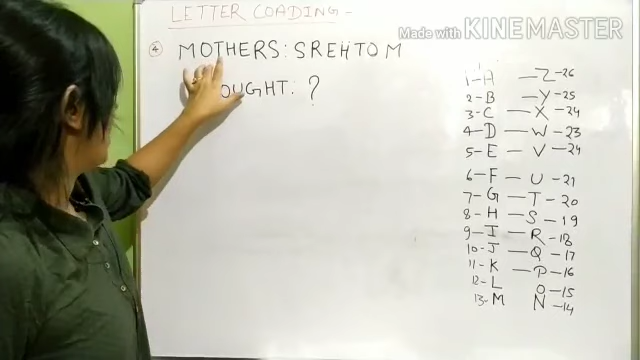 LETTER COADING -
Made with KINEMASTER
④ MOTHERS : SREHTOM
OUGHT : ?
1 - A — Z - 26
2 - B — Y - 25
3 - C — X - 24
4 - D — W - 23
5 - E — V - 24
6 - F — U - 21
7 - G — T - 20
8 - H — S - 19
9 - I — R - 18
10 - J — Q - 17
11 - K — P - 16
12 - L O - 15
13 - M N - 14